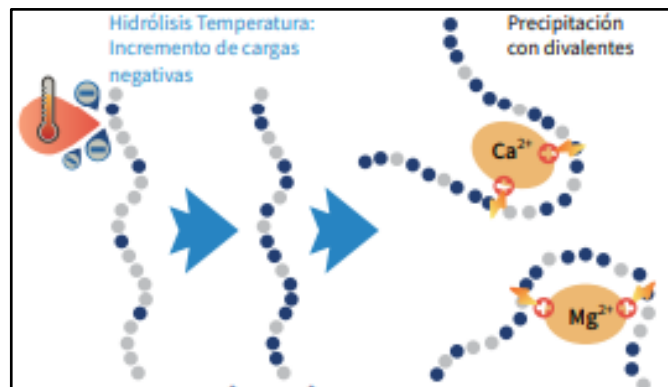 Hidrólisis Temperatura:
Incremento de cargas
negativas
Precipitación
con divalentes
Ca²⁺
Mg²⁺